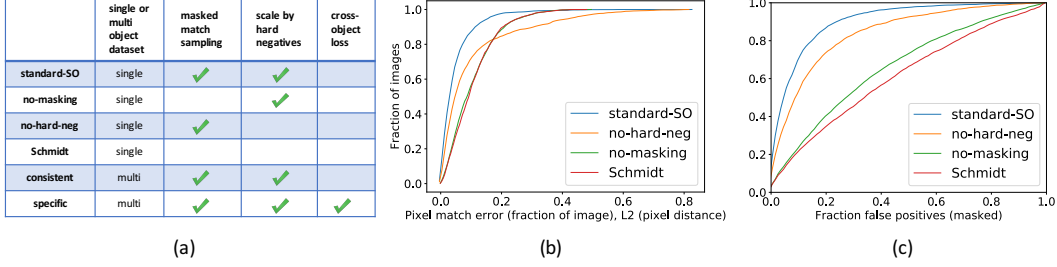 single or
multi
object
dataset
masked
match
sampling
scale by
hard
negatives
cross-
object
loss
standard-SO single ✓ ✓
no-masking single ✓
no-hard-neg single ✓
Schmidt single
consistent multi ✓ ✓
specific multi ✓ ✓ ✓
(a)
Fraction of images
1.0
0.8
0.6
0.4
0.2
0.0
standard-SO
no-hard-neg
no-masking
Schmidt
0.0 0.2 0.4 0.6 0.8
Pixel match error (fraction of image), L2 (pixel distance)
(b)
1.0
0.8
0.6
0.4
0.2
0.0
standard-SO
no-hard-neg
no-masking
Schmidt
0.0 0.2 0.4 0.6 0.8 1.0
Fraction false positives (masked)
(c)